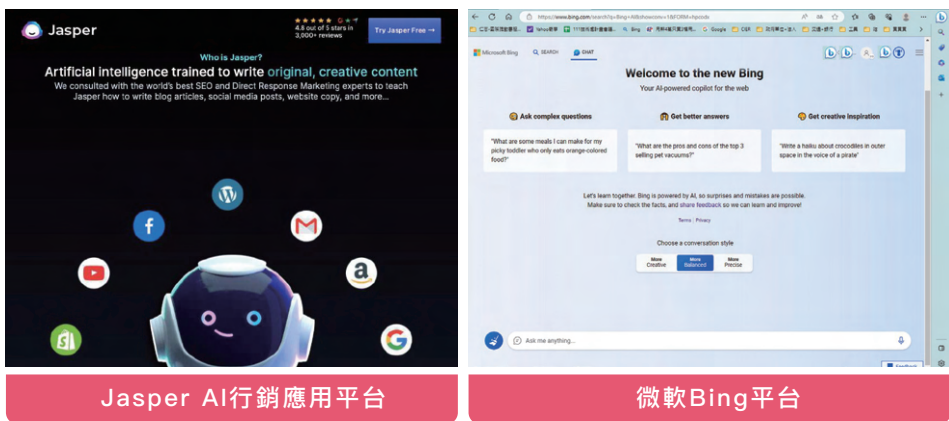 Jasper
4.8 out of 5 stars in
3,000+ reviews
Try Jasper Free →
Who is Jasper?
Artificial intelligence trained to write original, creative content
We consulted with the world's best SEO and Direct Response Marketing experts to teach
Jasper how to write blog articles, social media posts, website copy, and more...
Jasper AI行銷應用平台
Microsoft Bing
SEARCH
CHAT
Welcome to the new Bing
Your AI-powered copilot for the web
Ask complex questions
Get better answers
Get creative inspiration
"What are some meals I can make for my
picky toddler who only eats orange-colored
food?"
"What are the pros and cons of the top 3
selling pet vacuums?"
"Write a haiku about crocodiles in outer
space in the voice of a pirate"
Let's learn together. Bing is powered by AI, so surprises and mistakes are possible.
Make sure to check the facts, and share feedback so we can learn and improve!
Terms | Privacy
Choose a conversation style
More
Creative
More
Balanced
More
Precise
Ask me anything...
微軟Bing平台